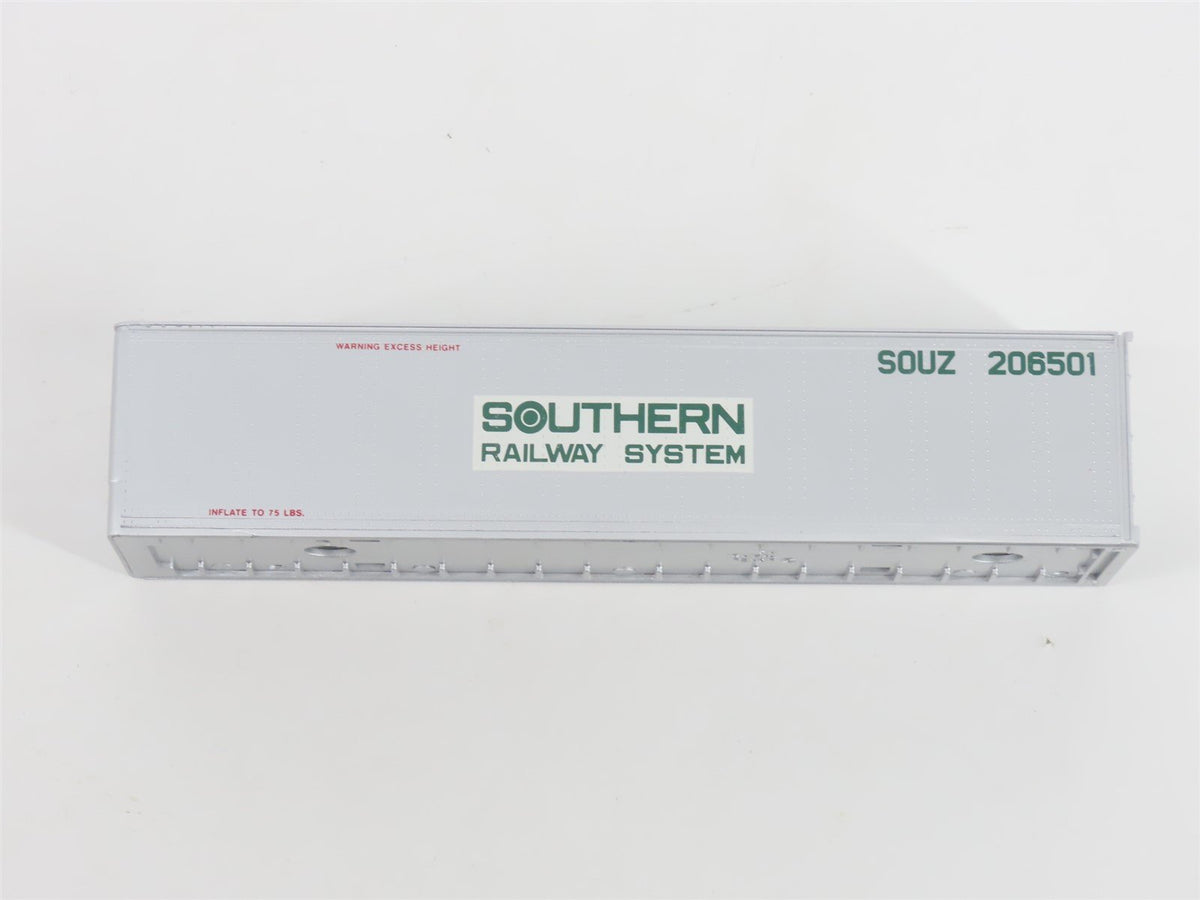 WARNING EXCESS HEIGHT
SOUZ 206501
SOUTHERN
RAILWAY SYSTEM
INFLATE TO 75 LBS.